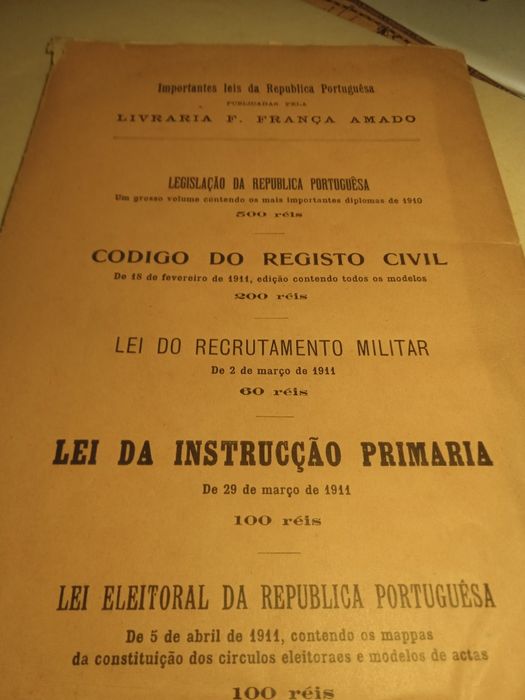 Importantes leis da Republica Portuguêsa
PUBLICADAS PELA
LIVRARIA F. FRANÇA AMADO
LEGISLAÇÃO DA REPUBLICA PORTUGUÊSA
Um grosso volume contendo os mais importantes diplomas de 1910
500 réis
CODIGO DO REGISTO CIVIL
De 18 de fevereiro de 1911, edição contendo todos os modelos
200 réis
LEI DO RECRUTAMENTO MILITAR
De 2 de março de 1911
60 réis
LEI DA INSTRUCÇÃO PRIMARIA
De 29 de março de 1911
100 réis
LEI ELEITORAL DA REPUBLICA PORTUGUÊSA
De 5 de abril de 1911, contendo os mappas
da constituição dos circulos eleitoraes e modelos de actas
100 réis